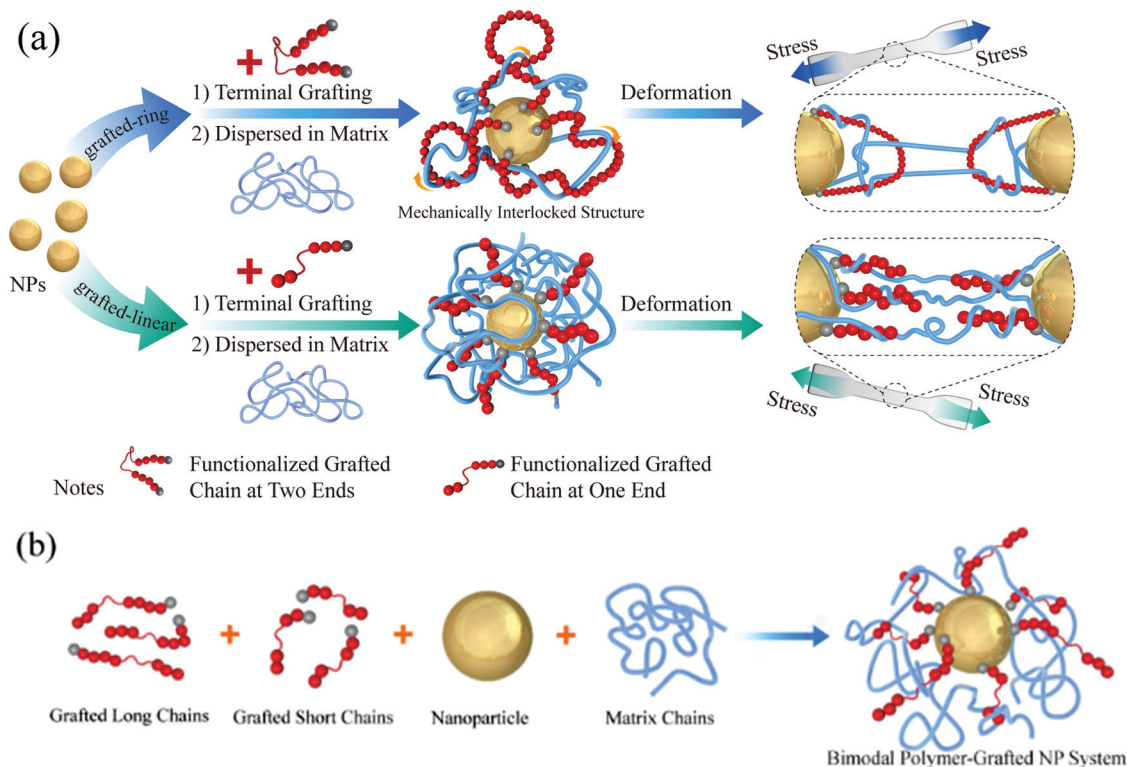 (a)
grafted-ring
NPs
grafted-linear
+
1) Terminal Grafting
2) Dispersed in Matrix
Mechanically Interlocked Structure
Deformation
Stress
Stress
+
1) Terminal Grafting
2) Dispersed in Matrix
Deformation
Stress
Stress
Notes
Functionalized Grafted
Chain at Two Ends
Functionalized Grafted
Chain at One End
(b)
+
+
+
Grafted Long Chains
Grafted Short Chains
Nanoparticle
Matrix Chains
Bimodal Polymer-Grafted NP System